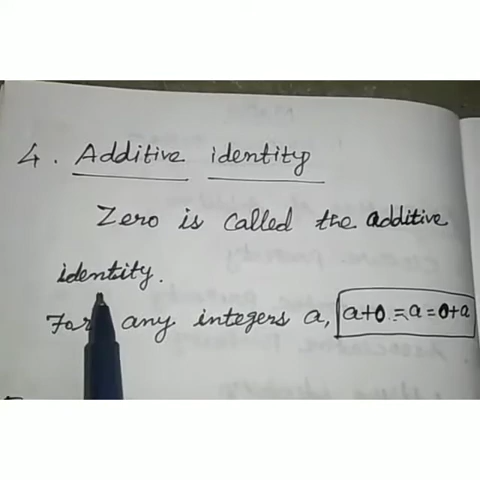 4. Additive identity
Zero is called the additive
identity.
For any integers a, a+0=a=0+a